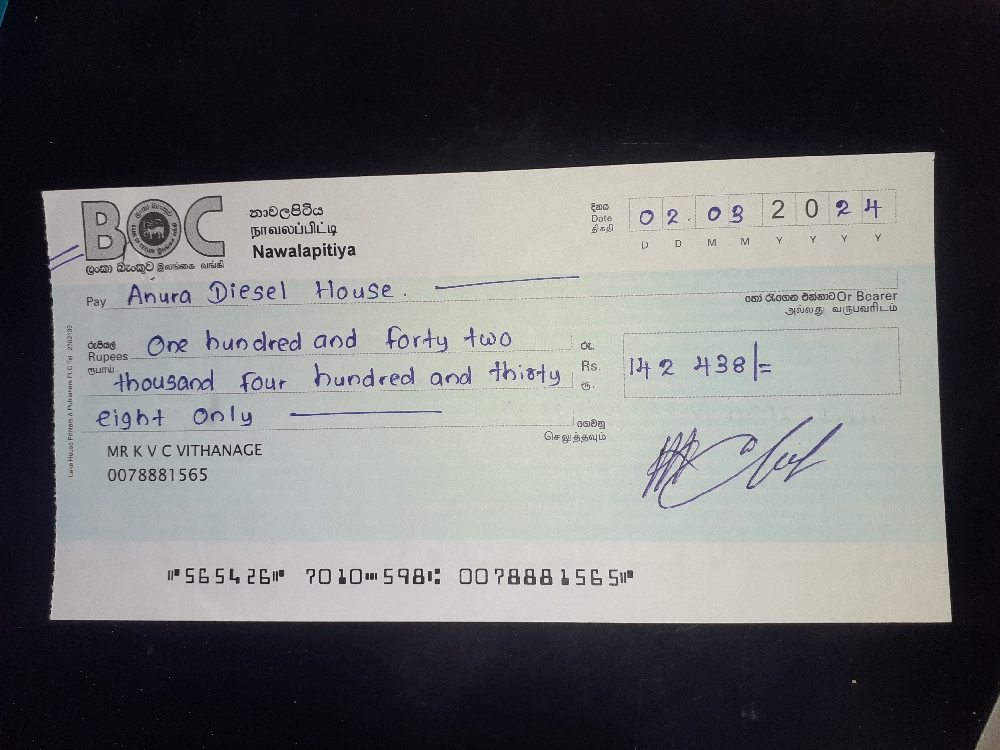 BOC
ලංකා බැංකුව இலங்கை வங்கி
නාවලපිටිය
நாவலப்பிட்டி
Nawalapitiya
දිනය
Date
திகதி
02 03 2024
D D M M Y Y Y Y
Pay Anura Diesel House.
හෝ රැගෙන එන්නාට Or Bearer
அல்லது வருபவரிடம்
රුපියල්
Rupees
ரூபாய்
One hundred and forty two
thousand four hundred and thirty
eight only
රු.
Rs.
ரூ.
142 438/=
ගෙවනු
செலுத்தவும்
MR K V C VITHANAGE
0078881565
⑈565426⑈ 7010⑉598⑆ 0078881565⑈